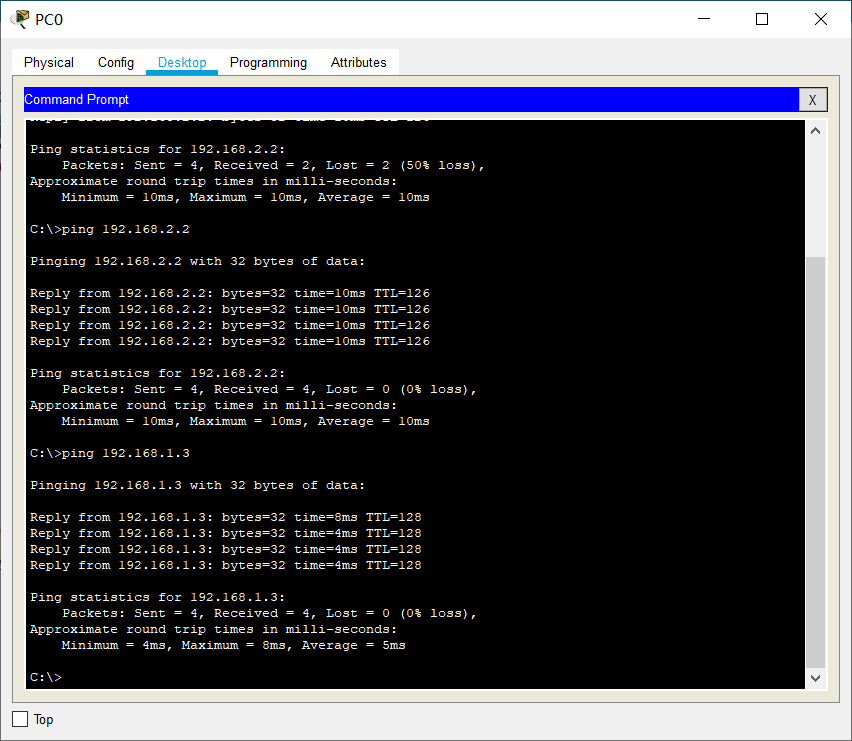 PC0
Physical Config Desktop Programming Attributes
Command Prompt X
Ping statistics for 192.168.2.2:
Packets: Sent = 4, Received = 2, Lost = 2 (50% loss),
Approximate round trip times in milli-seconds:
Minimum = 10ms, Maximum = 10ms, Average = 10ms
C:\>ping 192.168.2.2
Pinging 192.168.2.2 with 32 bytes of data:
Reply from 192.168.2.2: bytes=32 time=10ms TTL=126
Reply from 192.168.2.2: bytes=32 time=10ms TTL=126
Reply from 192.168.2.2: bytes=32 time=10ms TTL=126
Reply from 192.168.2.2: bytes=32 time=10ms TTL=126
Ping statistics for 192.168.2.2:
Packets: Sent = 4, Received = 4, Lost = 0 (0% loss),
Approximate round trip times in milli-seconds:
Minimum = 10ms, Maximum = 10ms, Average = 10ms
C:\>ping 192.168.1.3
Pinging 192.168.1.3 with 32 bytes of data:
Reply from 192.168.1.3: bytes=32 time=8ms TTL=128
Reply from 192.168.1.3: bytes=32 time=4ms TTL=128
Reply from 192.168.1.3: bytes=32 time=4ms TTL=128
Reply from 192.168.1.3: bytes=32 time=4ms TTL=128
Ping statistics for 192.168.1.3:
Packets: Sent = 4, Received = 4, Lost = 0 (0% loss),
Approximate round trip times in milli-seconds:
Minimum = 4ms, Maximum = 8ms, Average = 5ms
C:\>
Top